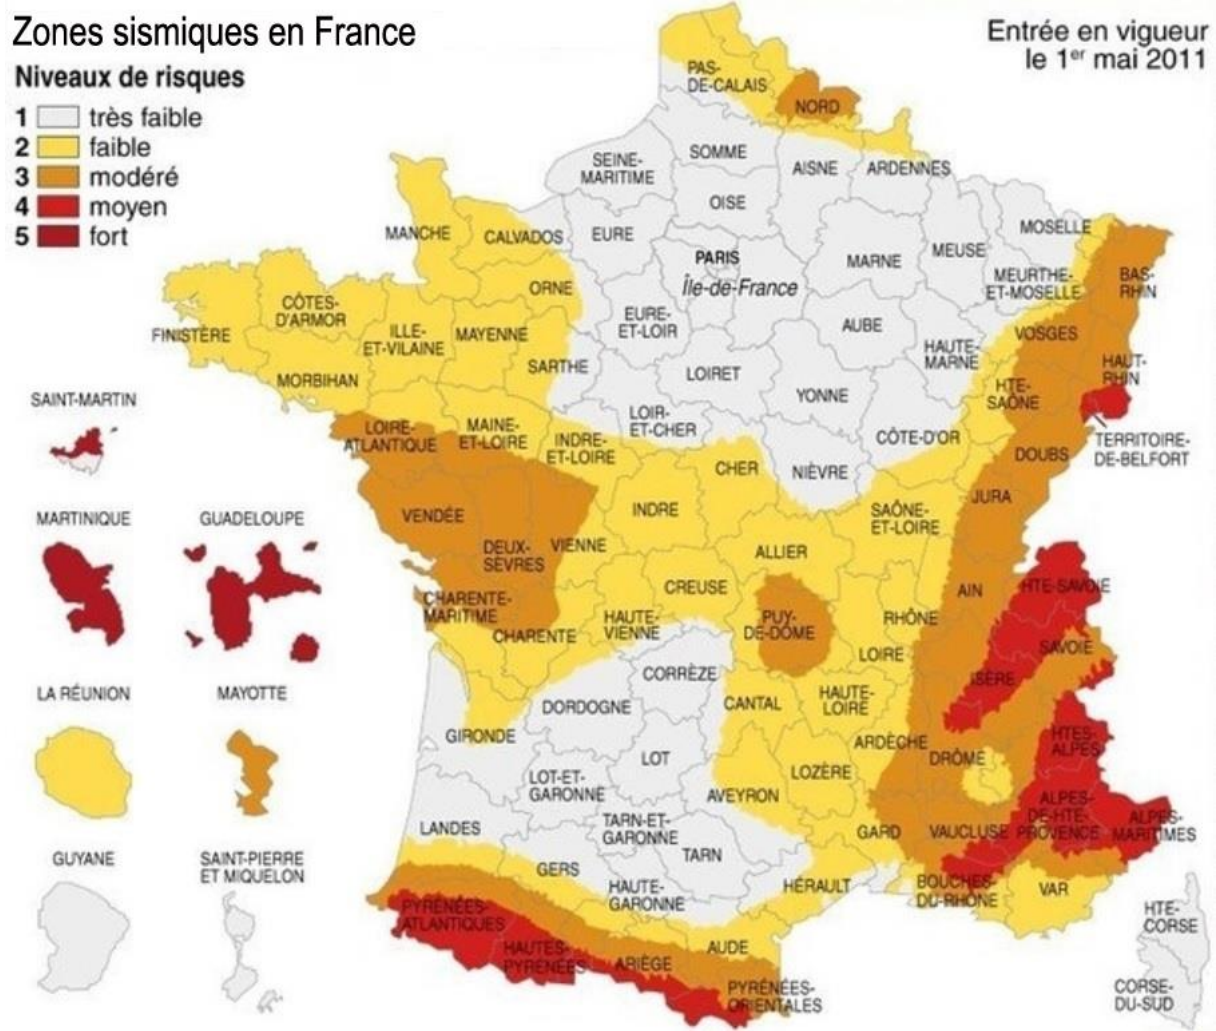 Zones sismiques en France
Entrée en vigueur
le 1er mai 2011
Niveaux de risques
1 très faible
2 faible
3 modéré
4 moyen
5 fort
PAS-
DE-CALAIS
NORD
SOMME
SEINE-
MARITIME
AISNE
ARDENNES
OISE
MANCHE
CALVADOS
EURE
PARIS
Île-de-France
MARNE
MEUSE
MOSELLE
MEURTHE-
ET-MOSELLE
BAS-
RHIN
ORNE
FINISTÈRE
CÔTES-
D'ARMOR
ILLE-
ET-VILAINE
MAYENNE
EURE-
ET-LOIR
AUBE
HAUTE-
MARNE
VOSGES
HAUT-
RHIN
MORBIHAN
SARTHE
LOIRET
YONNE
HTE-
SAÔNE
TERRITOIRE-
DE-BELFORT
LOIRE-
ATLANTIQUE
MAINE-
ET-LOIRE
INDRE-
ET-LOIRE
LOIR-
ET-CHER
CHER
NIÈVRE
CÔTE-D'OR
DOUBS
JURA
VENDÉE
DEUX-
SÈVRES
VIENNE
INDRE
ALLIER
SAÔNE-
ET-LOIRE
CHARENTE-
MARITIME
CHARENTE
HAUTE-
VIENNE
CREUSE
PUY-
DE-DÔME
RHÔNE
LOIRE
AIN
HTE-SAVOIE
SAVOIE
ISÈRE
GIRONDE
DORDOGNE
CORRÈZE
CANTAL
HAUTE-
LOIRE
ARDÈCHE
DRÔME
HTES-
ALPES
LOT-ET-
GARONNE
LOT
AVEYRON
LOZÈRE
LANDES
GERS
TARN-ET-
GARONNE
TARN
GARD
VAUCLUSE
ALPES-
DE-HTE-
PROVENCE
ALPES-
MARITIMES
HAUTE-
GARONNE
HÉRAULT
BOUCHES-
DU-RHÔNE
VAR
PYRÉNÉES-
ATLANTIQUES
HAUTES-
PYRENÉES
ARIÈGE
AUDE
PYRÉNÉES-
ORIENTALES
HTE-
CORSE
CORSE-
DU-SUD
SAINT-MARTIN
MARTINIQUE
GUADELOUPE
LA RÉUNION
MAYOTTE
GUYANE
SAINT-PIERRE
ET MIQUELON